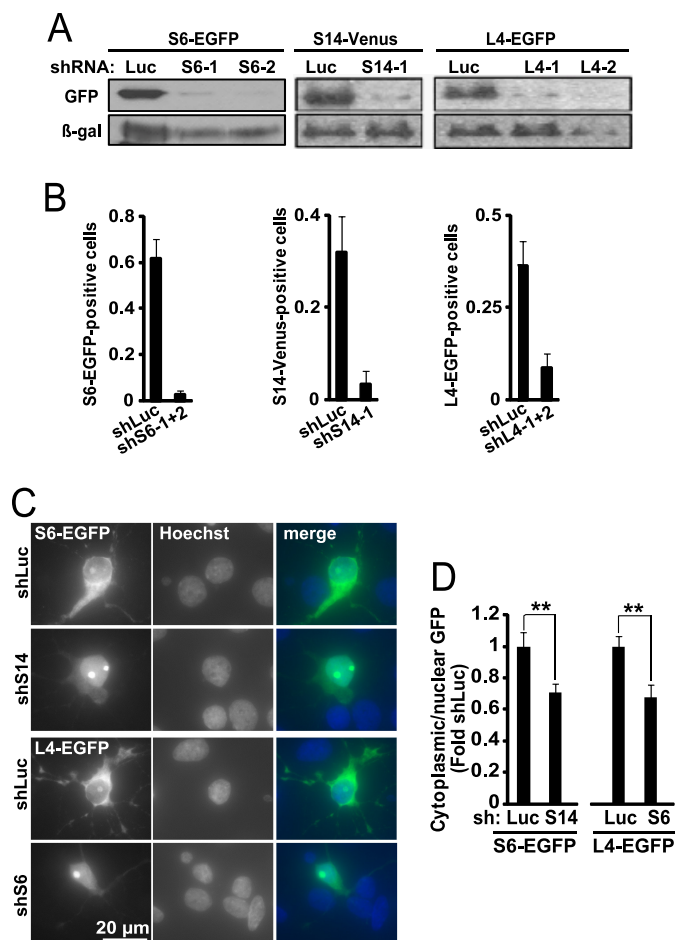 A
S6-EGFP S14-Venus L4-EGFP
shRNA: Luc S6-1 S6-2 Luc S14-1 Luc L4-1 L4-2
GFP
ß-gal
B
S6-EGFP-positive cells
0.8
0.6
0.4
0.2
0
shLuc
shS6-1+2
S14-Venus-positive cells
0.4
0.2
0
shLuc
shS14-1
L4-EGFP-positive cells
0.5
0.25
0
shLuc
shL4-1+2
C
S6-EGFP Hoechst merge
shLuc
shS14
L4-EGFP
shLuc
shS6
20 µm
D
Cytoplasmic/nuclear GFP
(Fold shLuc)
1.2
1
0.8
0.6
0.4
0.2
0
** **
sh: Luc S14 Luc S6
S6-EGFP L4-EGFP